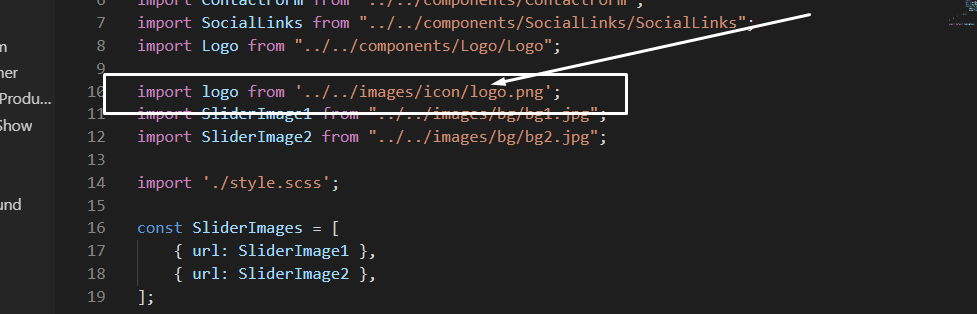 6 import ContactForm from "../../components/ContactForm";
m
7 import SocialLinks from "../../components/SocialLinks/SocialLinks";
8 import Logo from "../../components/Logo/Logo";
9
ner
10 import logo from '../../images/icon/logo.png';
Produ...
11 import SliderImage1 from "../../images/bg/bg1.jpg";
Show
12 import SliderImage2 from "../../images/bg/bg2.jpg";
13
14 import './style.scss';
15
und
16 const SliderImages = [
17 { url: SliderImage1 },
18 { url: SliderImage2 },
19 ];